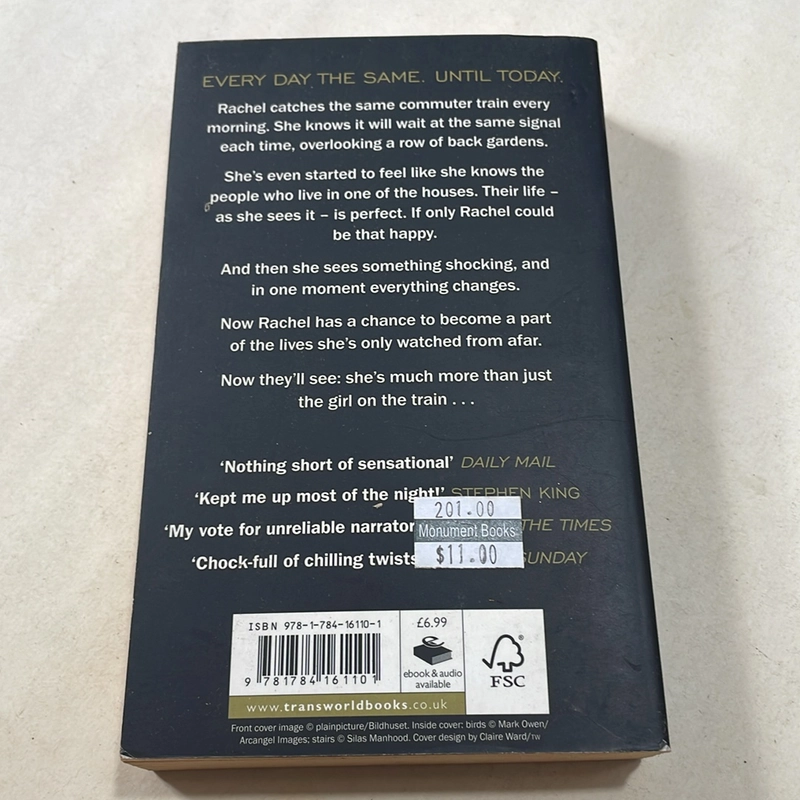 EVERY DAY THE SAME. UNTIL TODAY.
Rachel catches the same commuter train every
morning. She knows it will wait at the same signal
each time, overlooking a row of back gardens.
She's even started to feel like she knows the
people who live in one of the houses. Their life –
as she sees it – is perfect. If only Rachel could
be that happy.
And then she sees something shocking, and
in one moment everything changes.
Now Rachel has a chance to become a part
of the lives she's only watched from afar.
Now they'll see: she's much more than just
the girl on the train . . .
'Nothing short of sensational' DAILY MAIL
'Kept me up most of the night!' STEPHEN KING
'My vote for unreliable narrator THE TIMES
'Chock-full of chilling twists SUNDAY
201.00
Monument Books
$11.00
ISBN 978-1-784-16110-1
9 781784 161101
£6.99
ebook & audio
available
FSC
www.transworldbooks.co.uk
Front cover image © plainpicture/Bildhuset. Inside cover: birds © Mark Owen/
Arcangel Images; stairs © Silas Manhood. Cover design by Claire Ward/TW